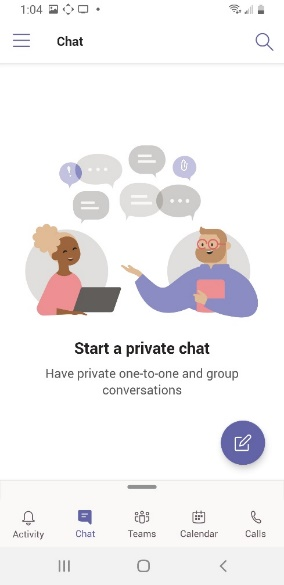 1:04
Chat
Start a private chat
Have private one-to-one and group
conversations
Activity
Chat
Teams
Calendar
Calls